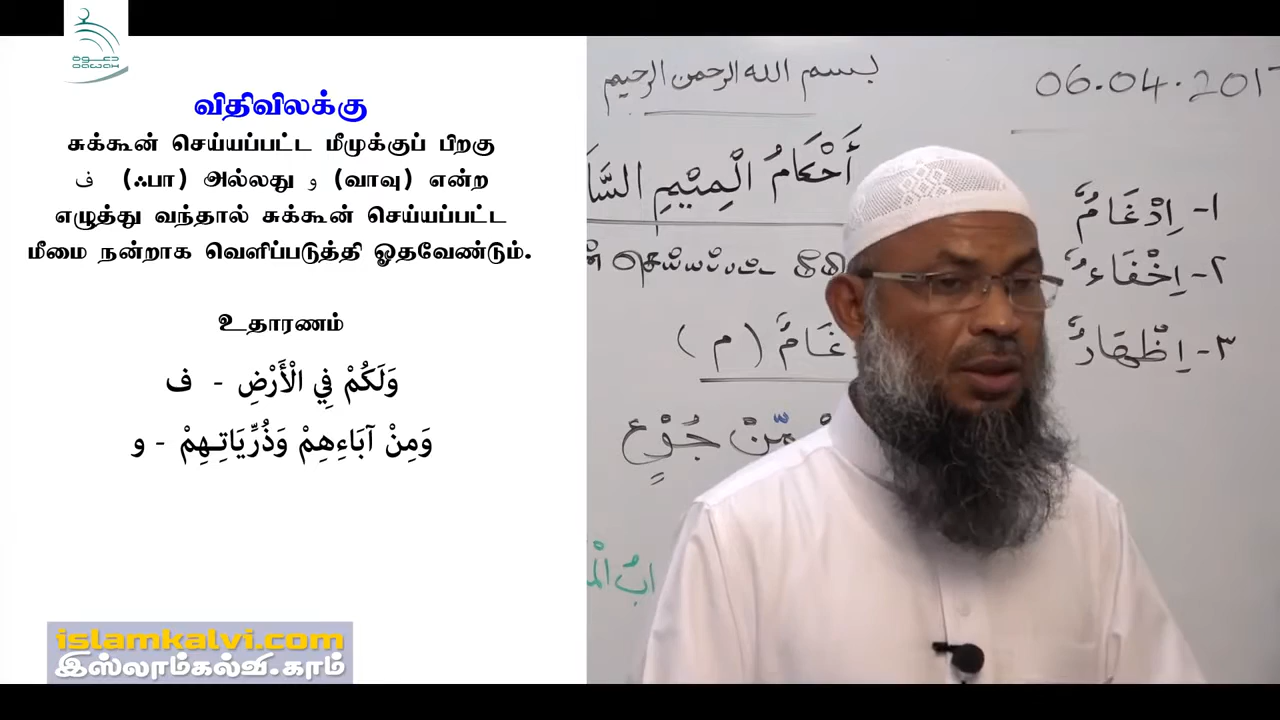 விதிவிலக்கு
சுக்கூன் செய்யப்பட்ட மீமுக்குப் பிறகு
ف (ஃபா) அல்லது و (வாவு) என்ற
எழுத்து வந்தால் சுக்கூன் செய்யப்பட்ட
மீமை நன்றாக வெளிப்படுத்தி ஓதவேண்டும்.
உதாரணம்
وَلَكُمْ فِي الْأَرْضِ - ف
وَمِنْ آبَاءِهِمْ وَذُرِّيَاتِهِمْ - و
islamkalvi.com
இஸ்லாம்கல்வி.காம்
بسم الله الرحمن الرحيم
06.04.201
أَحْكَامُ الْمِيْمِ
١- اِدْغَامٌ
٢- اِخْفَاءٌ
٣- اِظْهَارٌ
செய்யப்பட்ட
(م)
مِّنْ جُوْعٍ